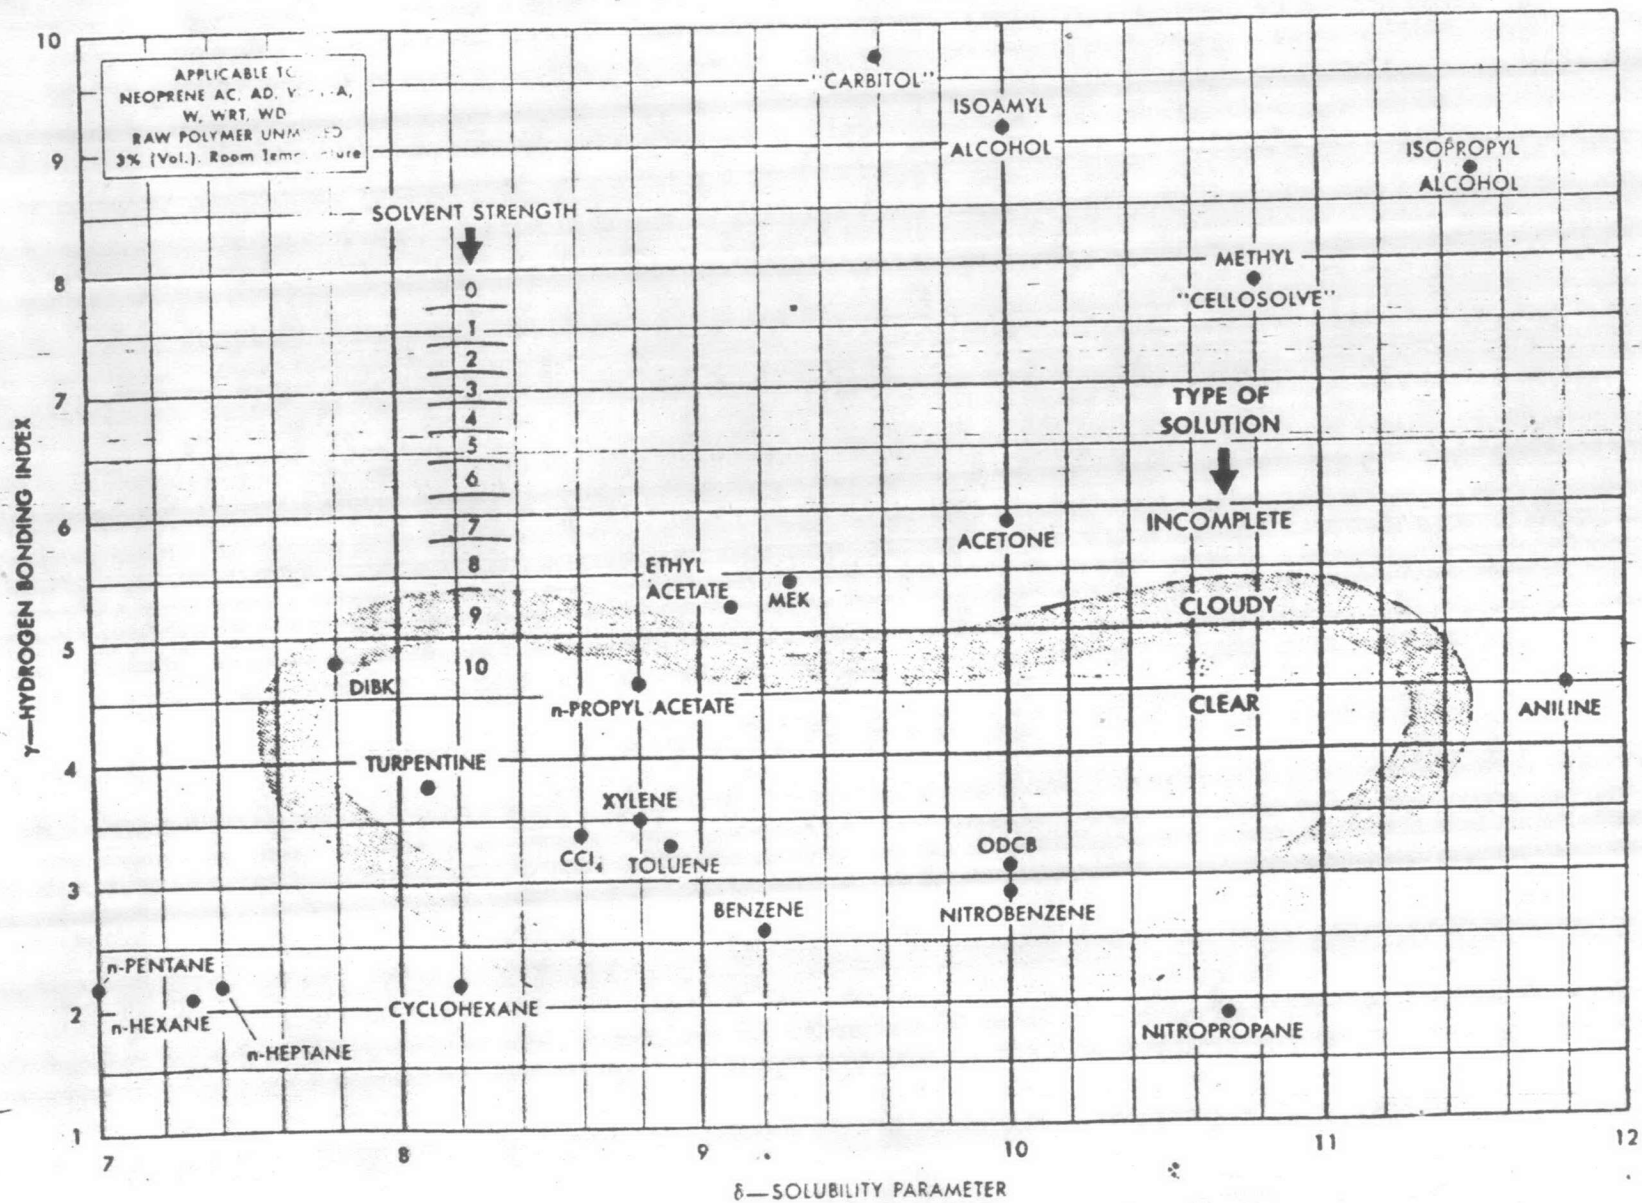 10
APPLICABLE
NEOPRENE AC, AD,
W, WRT, WD
RAW POLYMER
3% (Vol.). Room
9
8
7
6
5
4
3
2
1
γ—HYDROGEN BONDING INDEX
SOLVENT STRENGTH
0
1
2
3
4
5
6
7
8
9
10
"CARBITOL"
ISOAMYL
ALCOHOL
ISOPROPYL
ALCOHOL
METHYL
"CELLOSOLVE"
TYPE OF
SOLUTION
INCOMPLETE
CLOUDY
CLEAR
ACETONE
ETHYL
ACETATE
MEK
DIBK
n-PROPYL ACETATE
ANILINE
TURPENTINE
XYLENE
CCl₄
TOLUENE
ODCB
BENZENE
NITROBENZENE
n-PENTANE
n-HEXANE
n-HEPTANE
CYCLOHEXANE
NITROPROPANE
7
8
9
10
11
12
δ—SOLUBILITY PARAMETER